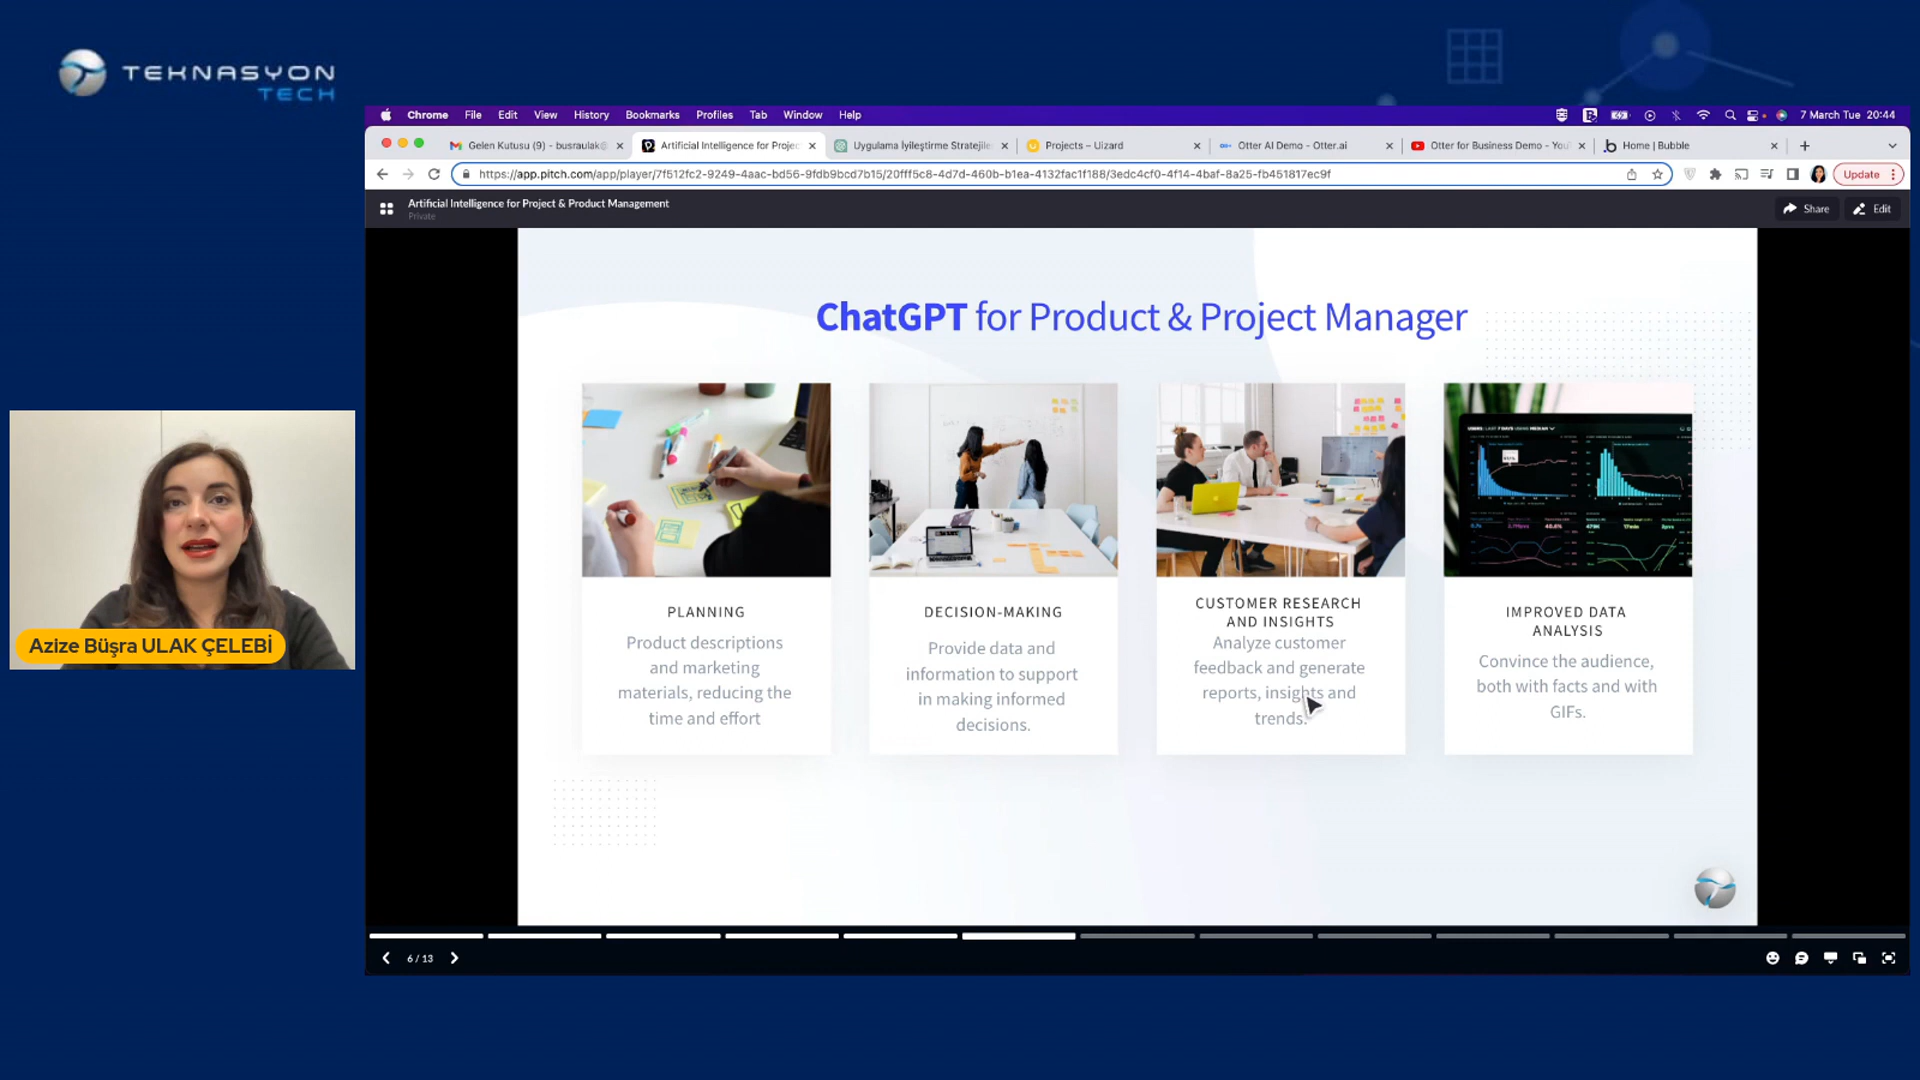 TEKNASYON
TECH
Chrome File Edit View History Bookmarks Profiles Tab Window Help
7 March Tue 20:44
Gelen Kutusu (9) - busraulak@
Artificial Intelligence for Projec
Uygulama İyileştirme Stratejile
Projects – Uizard
Otter AI Demo - Otter.ai
Otter for Business Demo - You
Home | Bubble
https://app.pitch.com/app/player/7f512fc2-9249-4aac-bd56-9fdb9bcd7b15/20fff5c8-4d7d-460b-b1ea-4132fac1f188/3edc4cf0-4f14-4baf-8a25-fb451817ec9f
Update
Artificial Intelligence for Project & Product Management
Private
Share
Edit
ChatGPT for Product & Project Manager
PLANNING
Product descriptions
and marketing
materials, reducing the
time and effort
DECISION-MAKING
Provide data and
information to support
in making informed
decisions.
CUSTOMER RESEARCH
AND INSIGHTS
Analyze customer
feedback and generate
reports, insights and
trends.
IMPROVED DATA
ANALYSIS
Convince the audience,
both with facts and with
GIFs.
Azize Büşra ULAK ÇELEBİ
6 / 13